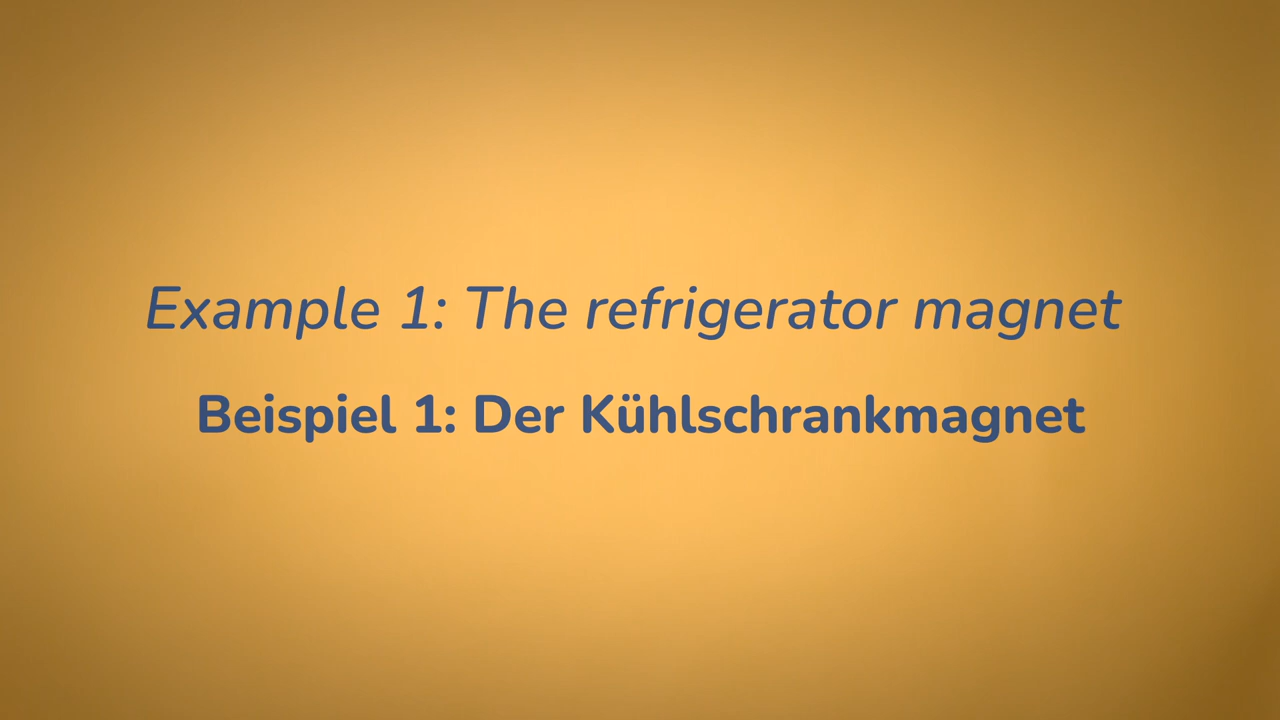 Example 1: The refrigerator magnet
Beispiel 1: Der Kühlschrankmagnet